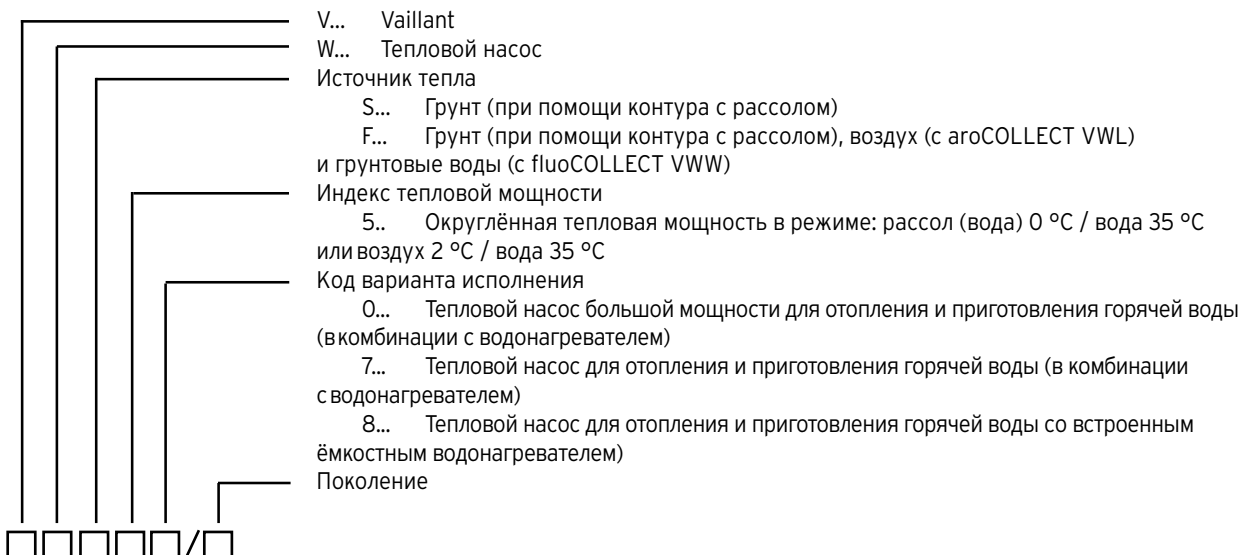 V... Vaillant
W... Тепловой насос
Источник тепла
S... Грунт (при помощи контура с рассолом)
F... Грунт (при помощи контура с рассолом), воздух (с aroCOLLECT VWL)
и грунтовые воды (с fluoCOLLECT VWW)
Индекс тепловой мощности
5.. Округлённая тепловая мощность в режиме: рассол (вода) 0 °C / вода 35 °C
или воздух 2 °C / вода 35 °C
Код варианта исполнения
0... Тепловой насос большой мощности для отопления и приготовления горячей воды
(в комбинации с водонагревателем)
7... Тепловой насос для отопления и приготовления горячей воды (в комбинации
с водонагревателем)
8... Тепловой насос для отопления и приготовления горячей воды со встроенным
ёмкостным водонагревателем)
Поколение
/